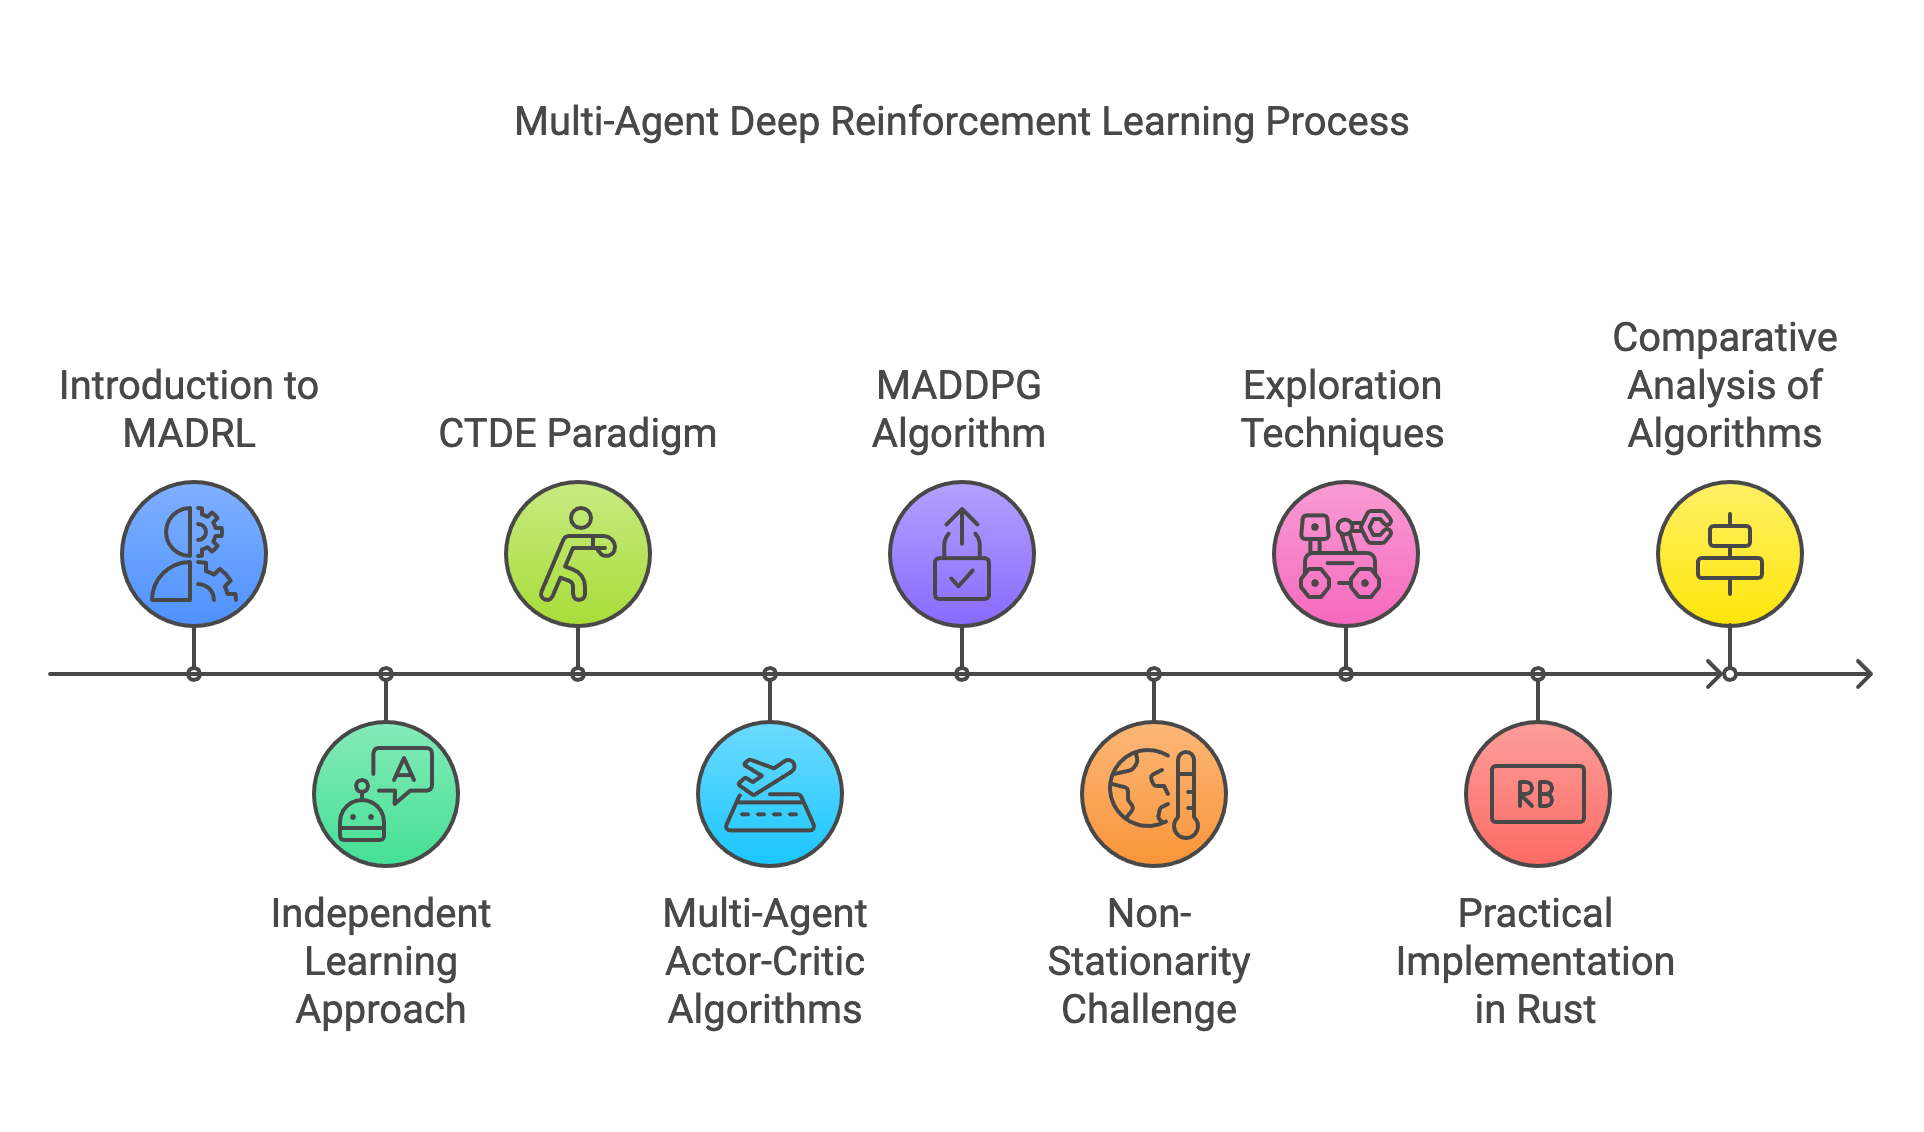 Multi-Agent Deep Reinforcement Learning Process
Introduction to
MADRL
CTDE Paradigm
MADDPG
Algorithm
Exploration
Techniques
Comparative
Analysis of
Algorithms
A
RB
Independent
Learning
Approach
Multi-Agent
Actor-Critic
Algorithms
Non-
Stationarity
Challenge
Practical
Implementation
in Rust